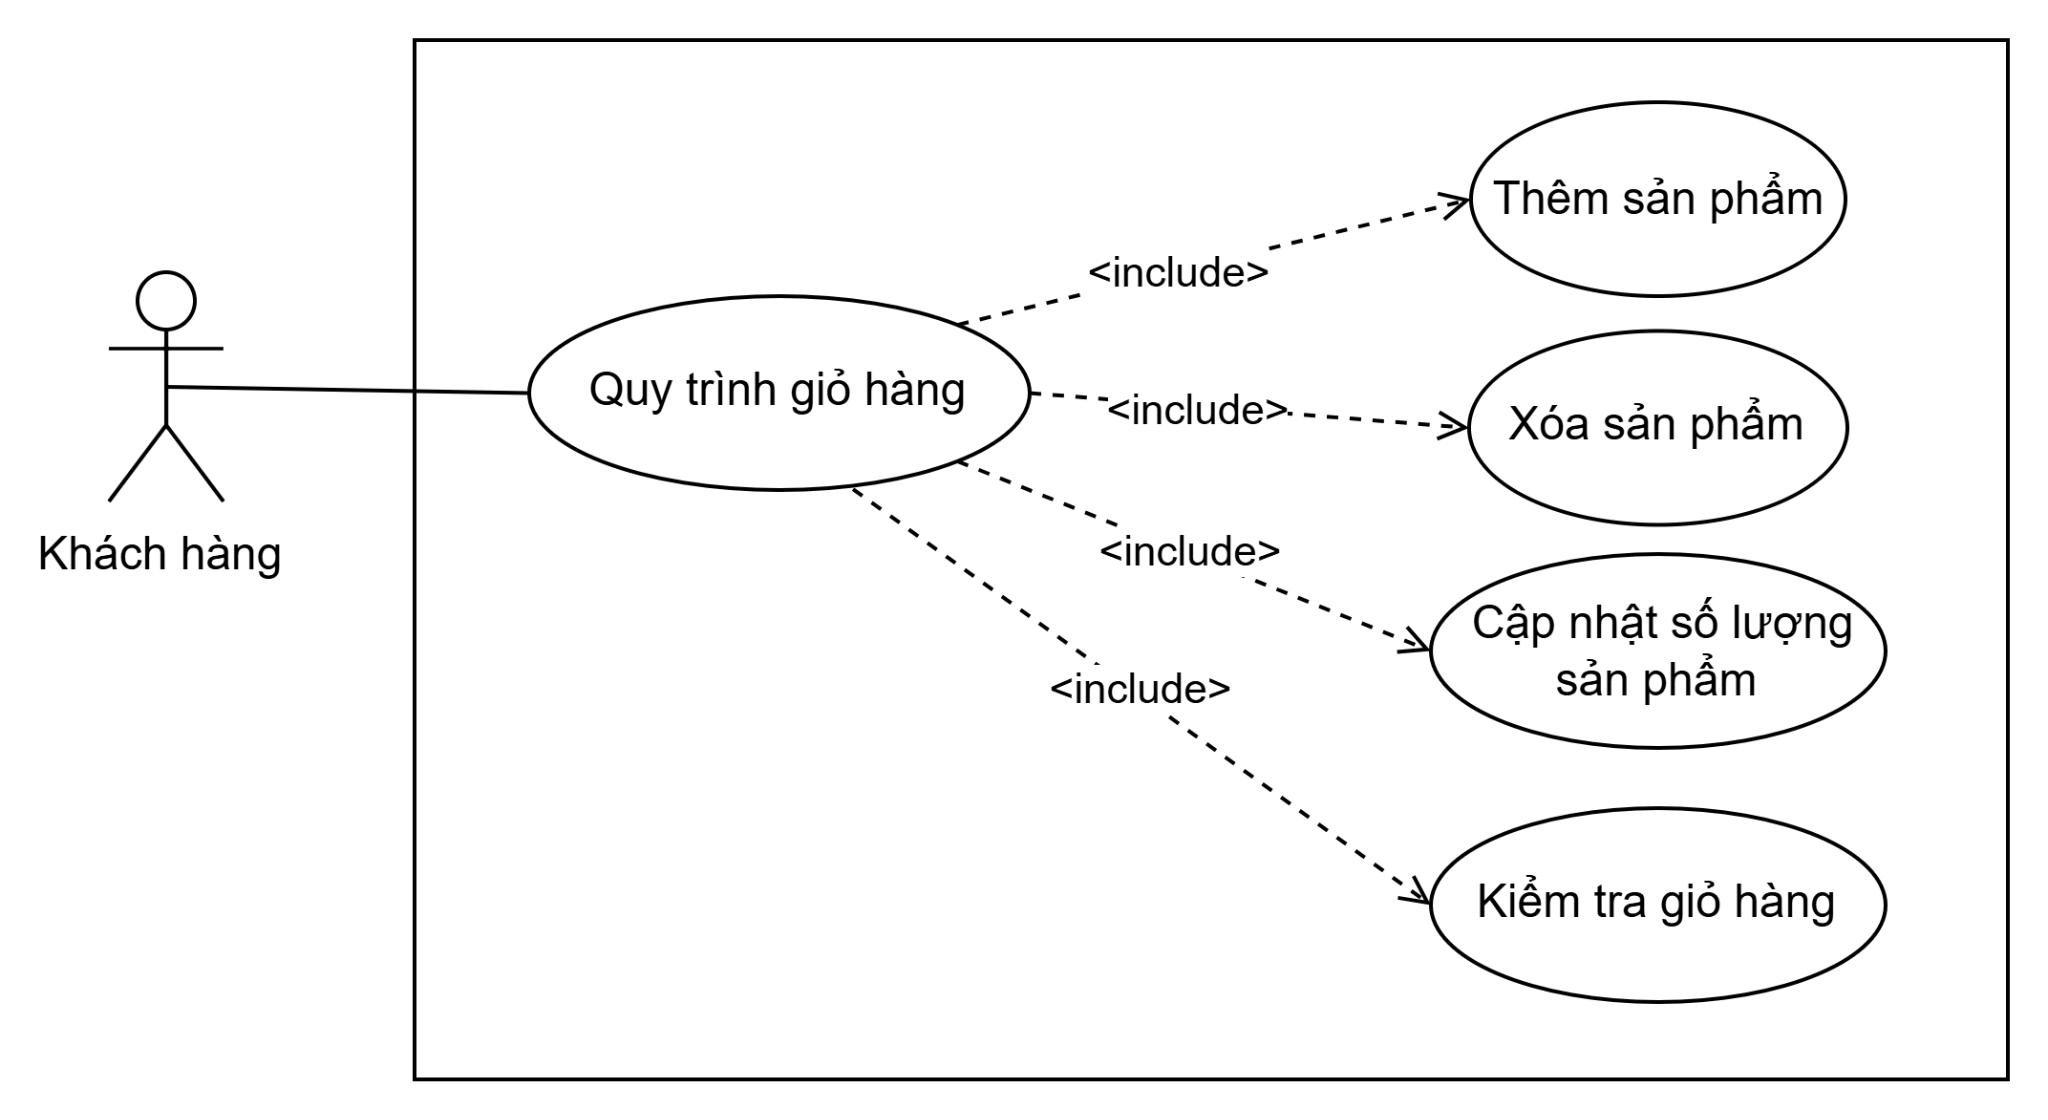 Khách hàng
Quy trình giỏ hàng
<include>
<include>
<include>
<include>
Thêm sản phẩm
Xóa sản phẩm
Cập nhật số lượng
sản phẩm
Kiểm tra giỏ hàng